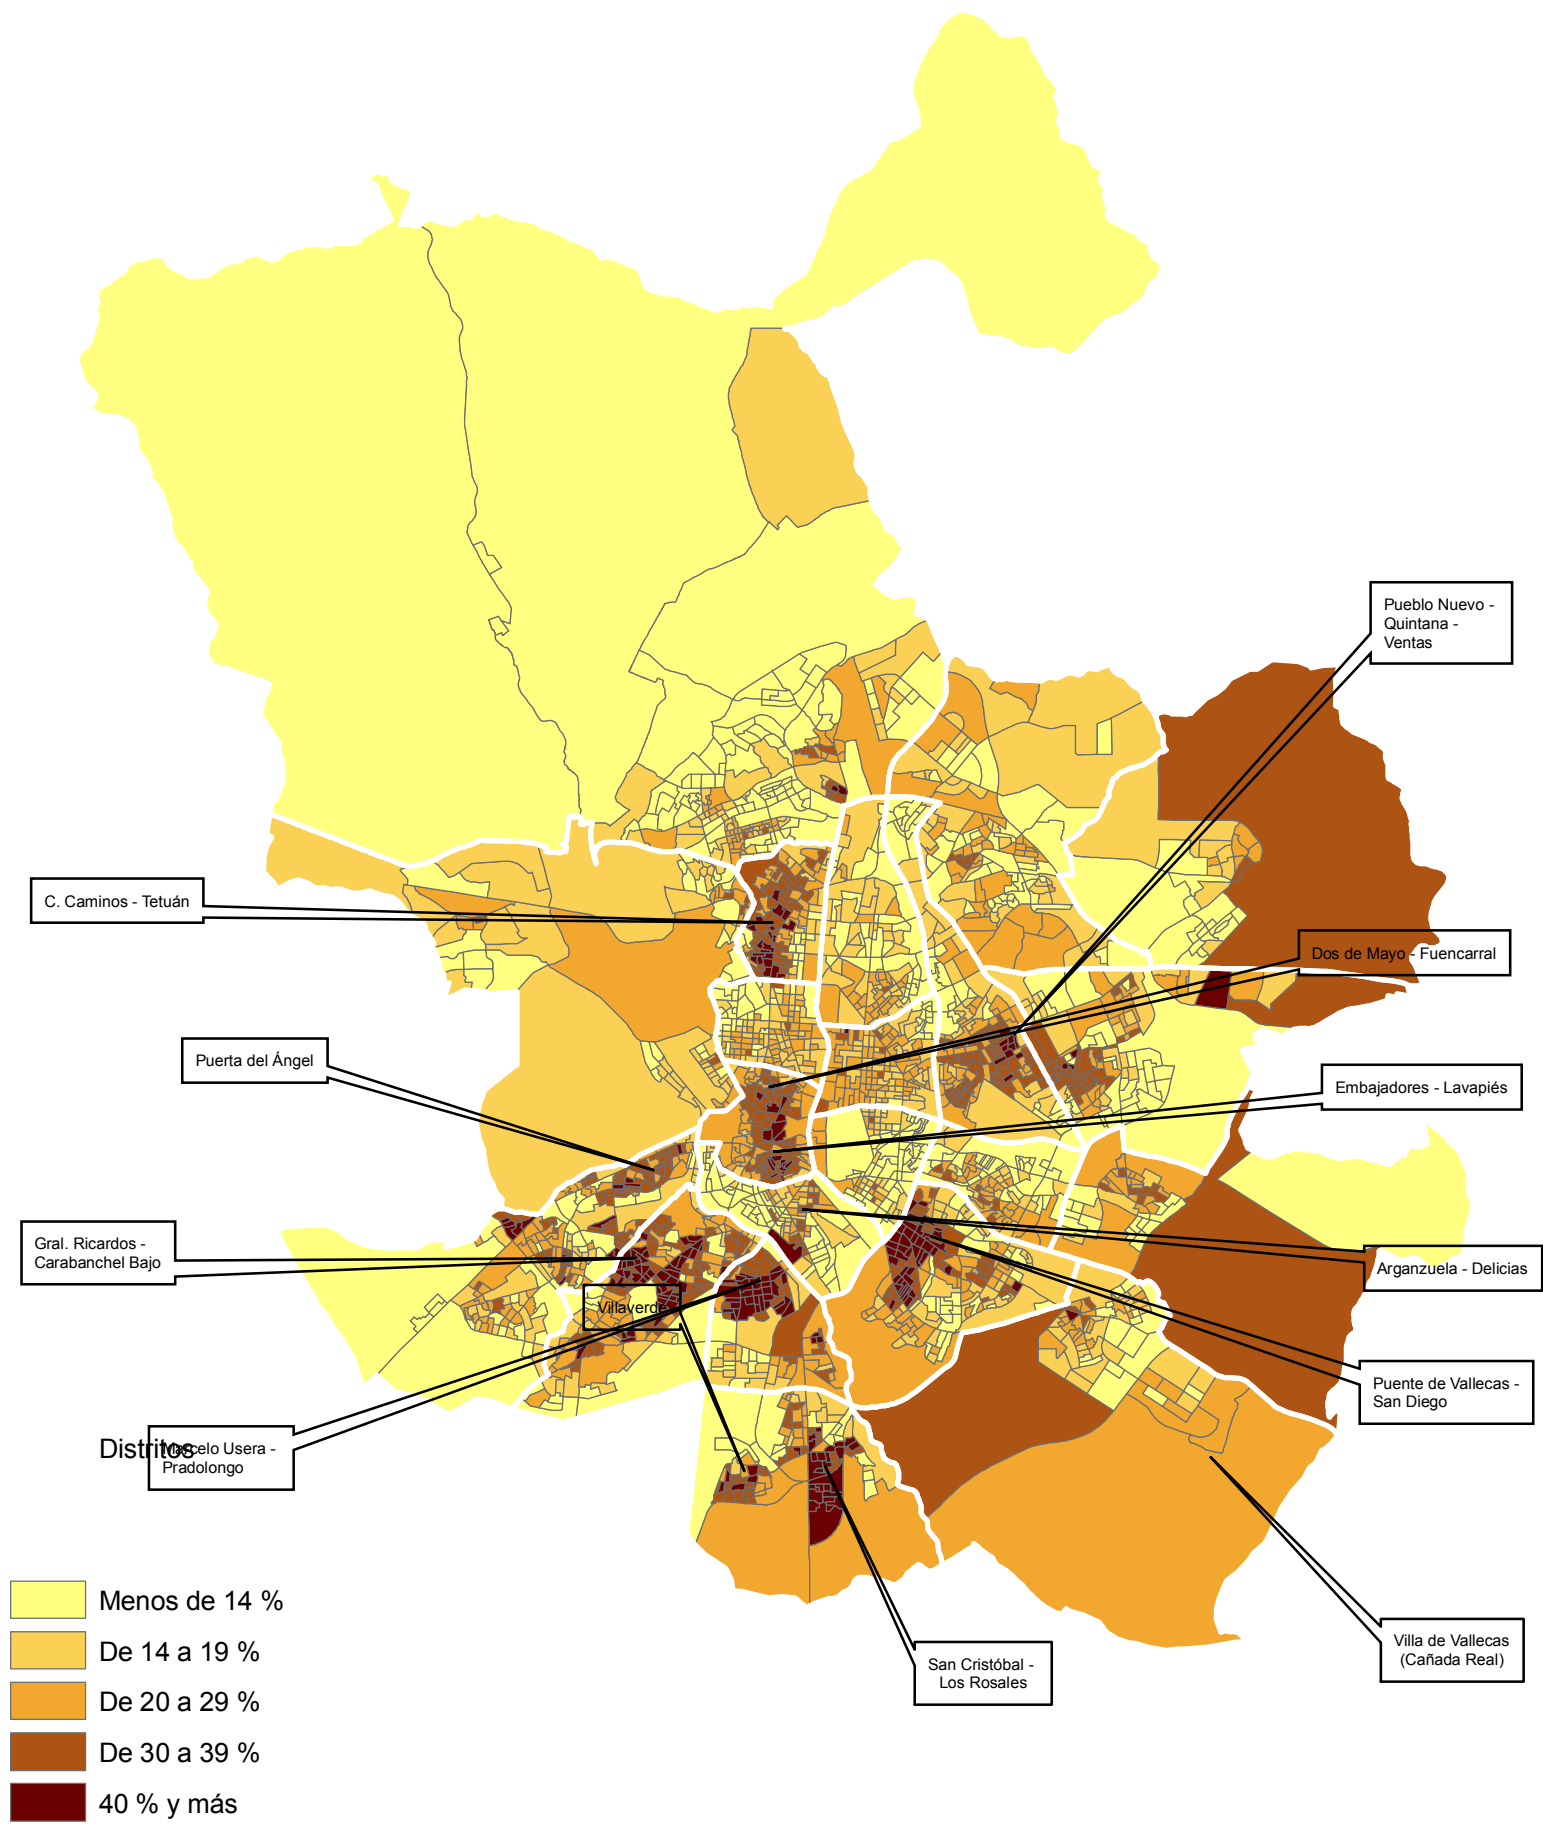 Pueblo Nuevo -
Quintana -
Ventas
C. Caminos - Tetuán
Dos de Mayo - Fuencarral
Puerta del Ángel
Embajadores - Lavapiés
Gral. Ricardos -
Carabanchel Bajo
Arganzuela - Delicias
Villaverde
Puente de Vallecas -
San Diego
Marcelo Usera -
Pradolongo
Distritos
Villa de Vallecas
(Cañada Real)
San Cristóbal -
Los Rosales
Menos de 14 %
De 14 a 19 %
De 20 a 29 %
De 30 a 39 %
40 % y más